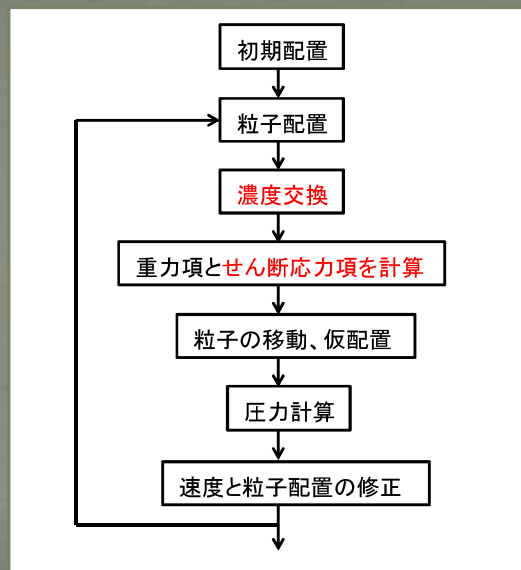 初期配置
粒子配置
濃度交換
重力項とせん断応力項を計算
粒子の移動、仮配置
圧力計算
速度と粒子配置の修正